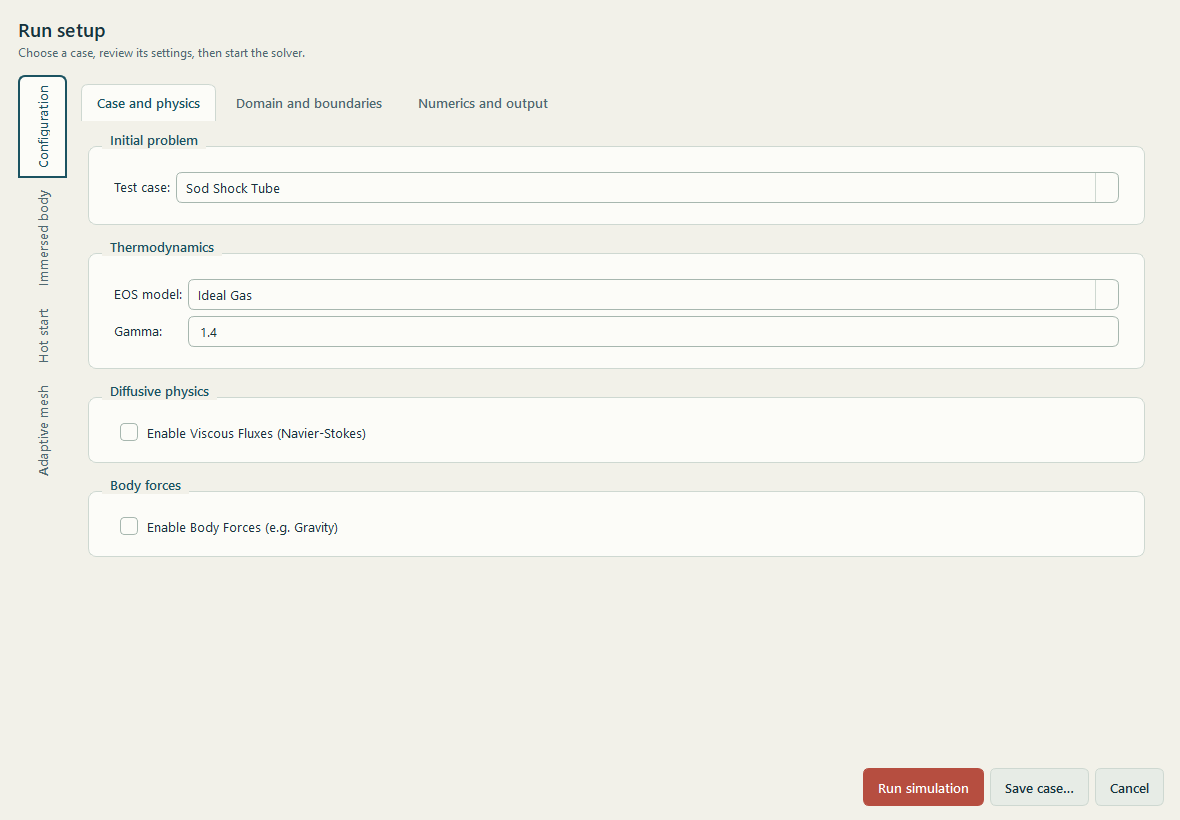 Run setup
Choose a case, review its settings, then start the solver.
Configuration
Immersed body
Hot start
Adaptive mesh
Case and physics
Domain and boundaries
Numerics and output
Initial problem
Test case: Sod Shock Tube
Thermodynamics
EOS model: Ideal Gas
Gamma: 1.4
Diffusive physics
Enable Viscous Fluxes (Navier-Stokes)
Body forces
Enable Body Forces (e.g. Gravity)
Run simulation
Save case...
Cancel